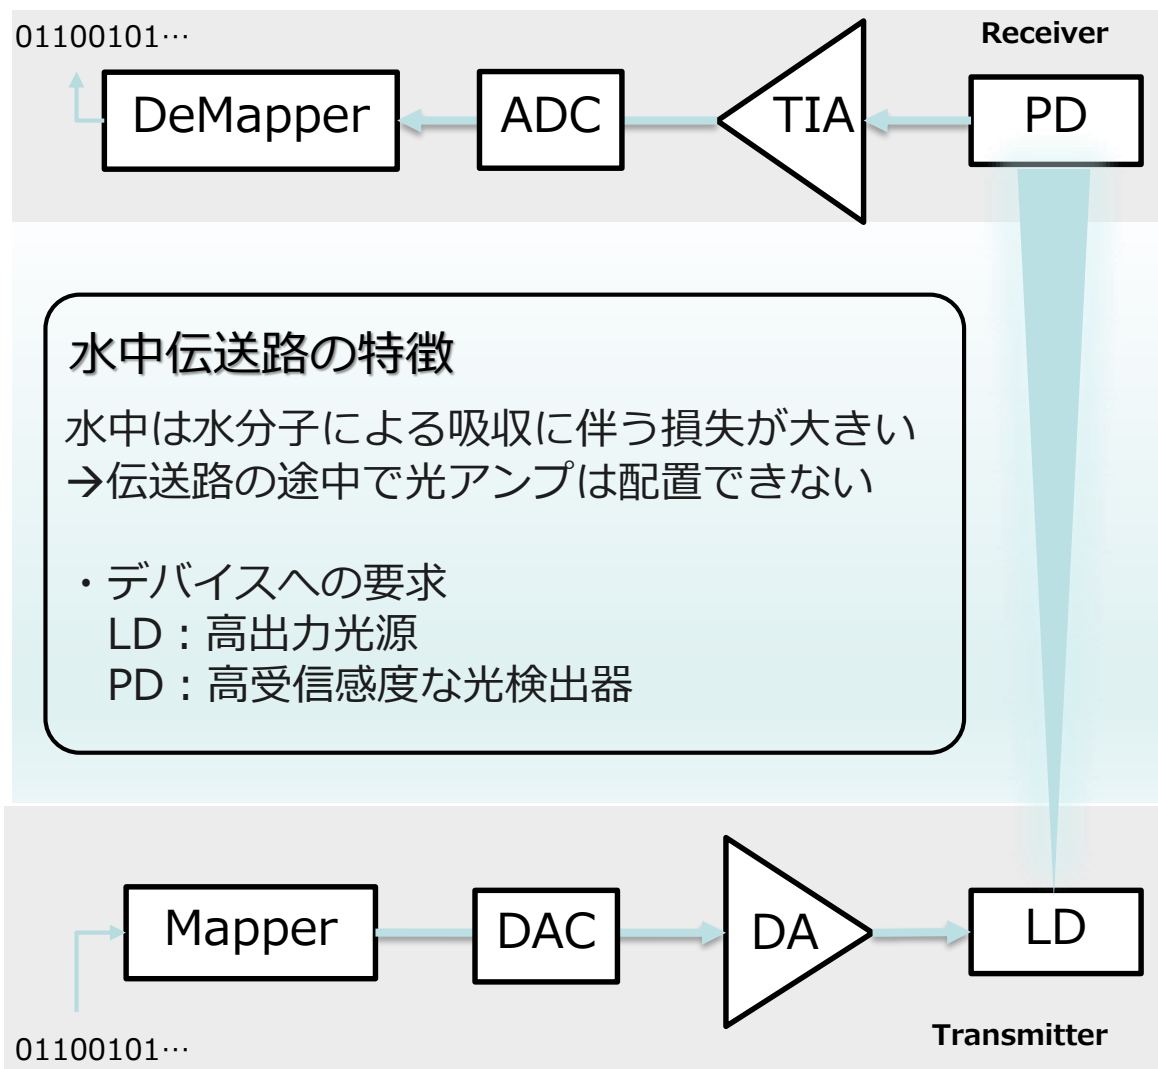 01100101…
Receiver
DeMapper
ADC
TIA
PD
水中伝送路の特徴
水中は水分子による吸収に伴う損失が大きい
→伝送路の途中で光アンプは配置できない
・デバイスへの要求
LD：高出力光源
PD：高受信感度な光検出器
Mapper
DAC
DA
LD
Transmitter
01100101…